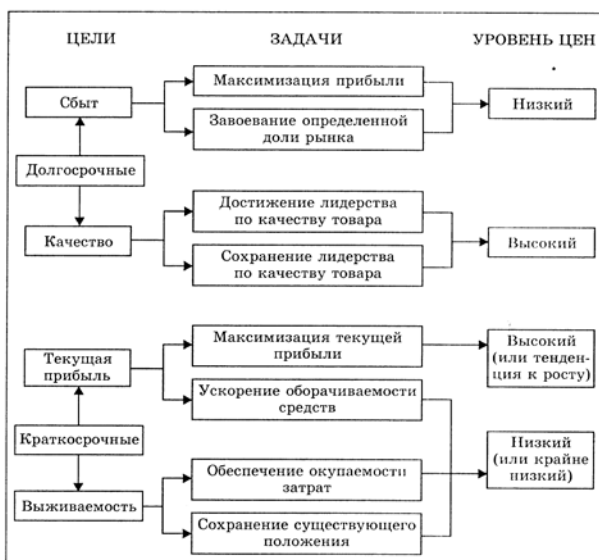 ЦЕЛИ
ЗАДАЧИ
УРОВЕНЬ ЦЕН
Сбыт
Максимизация прибыли
Завоевание определенной
доли рынка
Низкий
Долгосрочные
Качество
Достижение лидерства
по качеству товара
Сохранение лидерства
по качеству товара
Высокий
Текущая
прибыль
Максимизация текущей
прибыли
Высокий
(или тенден-
ция к росту)
Ускорение оборачиваемости
средств
Краткосрочные
Низкий
(или крайне
низкий)
Выживаемость
Обеспечение окупаемости
затрат
Сохранение существующего
положения